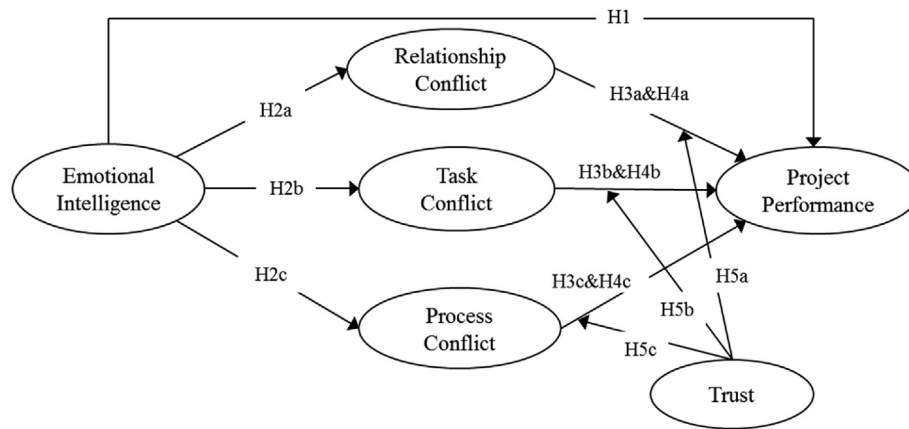 H1
Relationship
Conflict
H3a&H4a
H2a
Emotional
Intelligence
H2b
Task
Conflict
H3b&H4b
Project
Performance
H2c
H3c&H4c
H5a
Process
Conflict
H5b
H5c
Trust